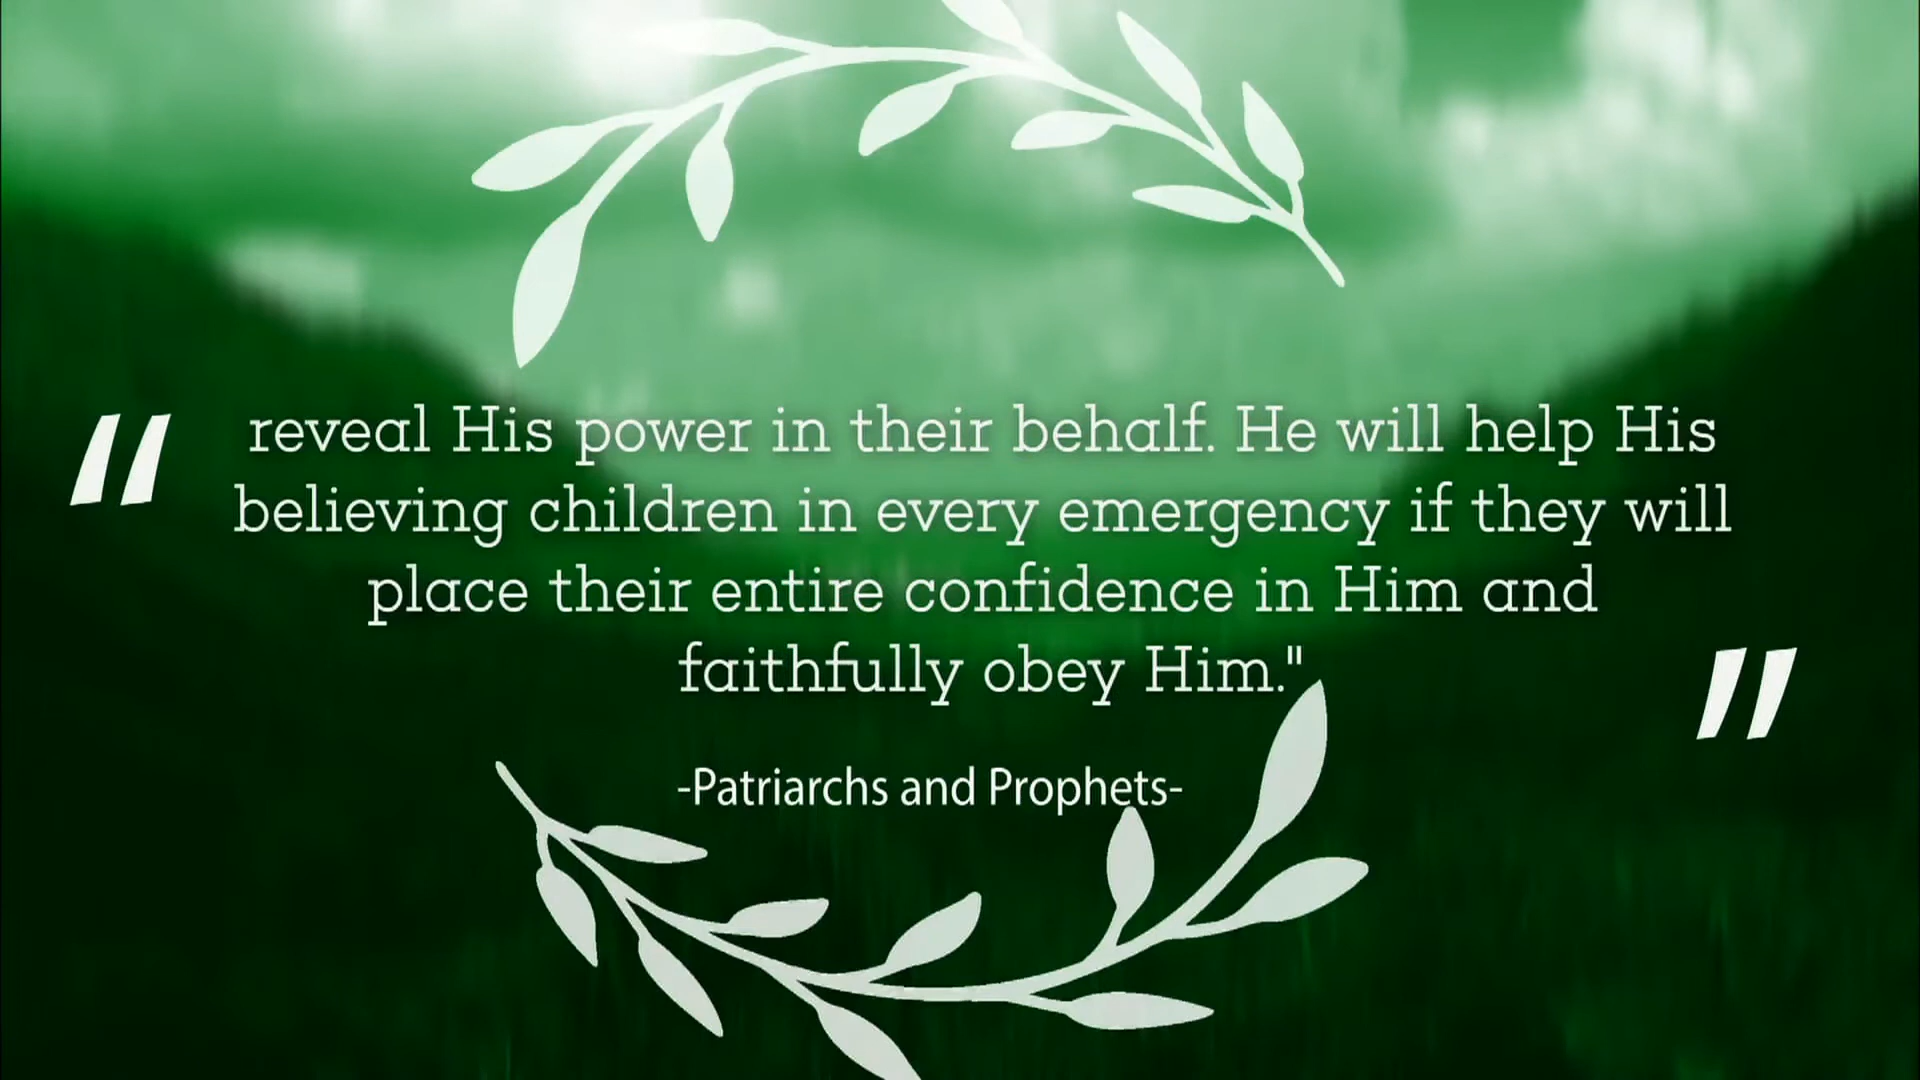 “ reveal His power in their behalf. He will help His
believing children in every emergency if they will
place their entire confidence in Him and
faithfully obey Him." ”
-Patriarchs and Prophets-